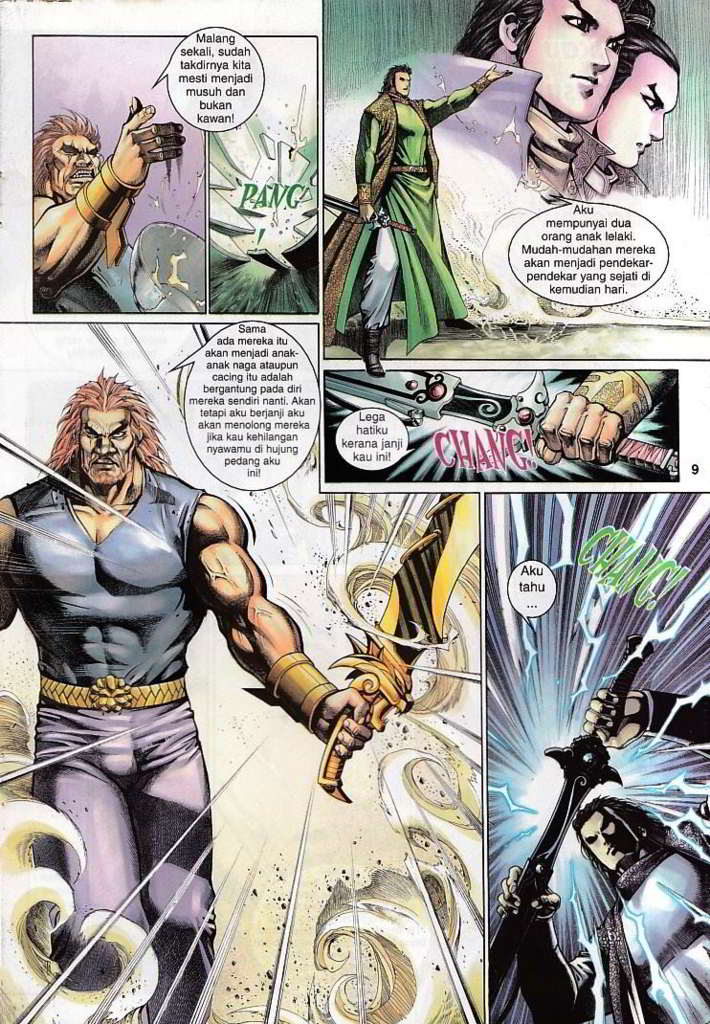 Malang
sekali, sudah
takdirnya kita
mesti menjadi
musuh dan
bukan
kawan!
PANG
!
Aku
mempunyai dua
orang anak lelaki.
Mudah-mudahan mereka
akan menjadi pendekar-
pendekar yang sejati di
kemudian hari.
Sama
ada mereka itu
akan menjadi anak-
anak naga ataupun
cacing itu adalah
bergantung pada diri
mereka sendiri nanti. Akan
tetapi aku berjanji aku
akan menolong mereka
jika kau kehilangan
nyawamu di hujung
pedang aku
ini!
Lega
hatiku
kerana janji
kau ini!
CHANG!
9
Aku
tahu
...
CHANG!